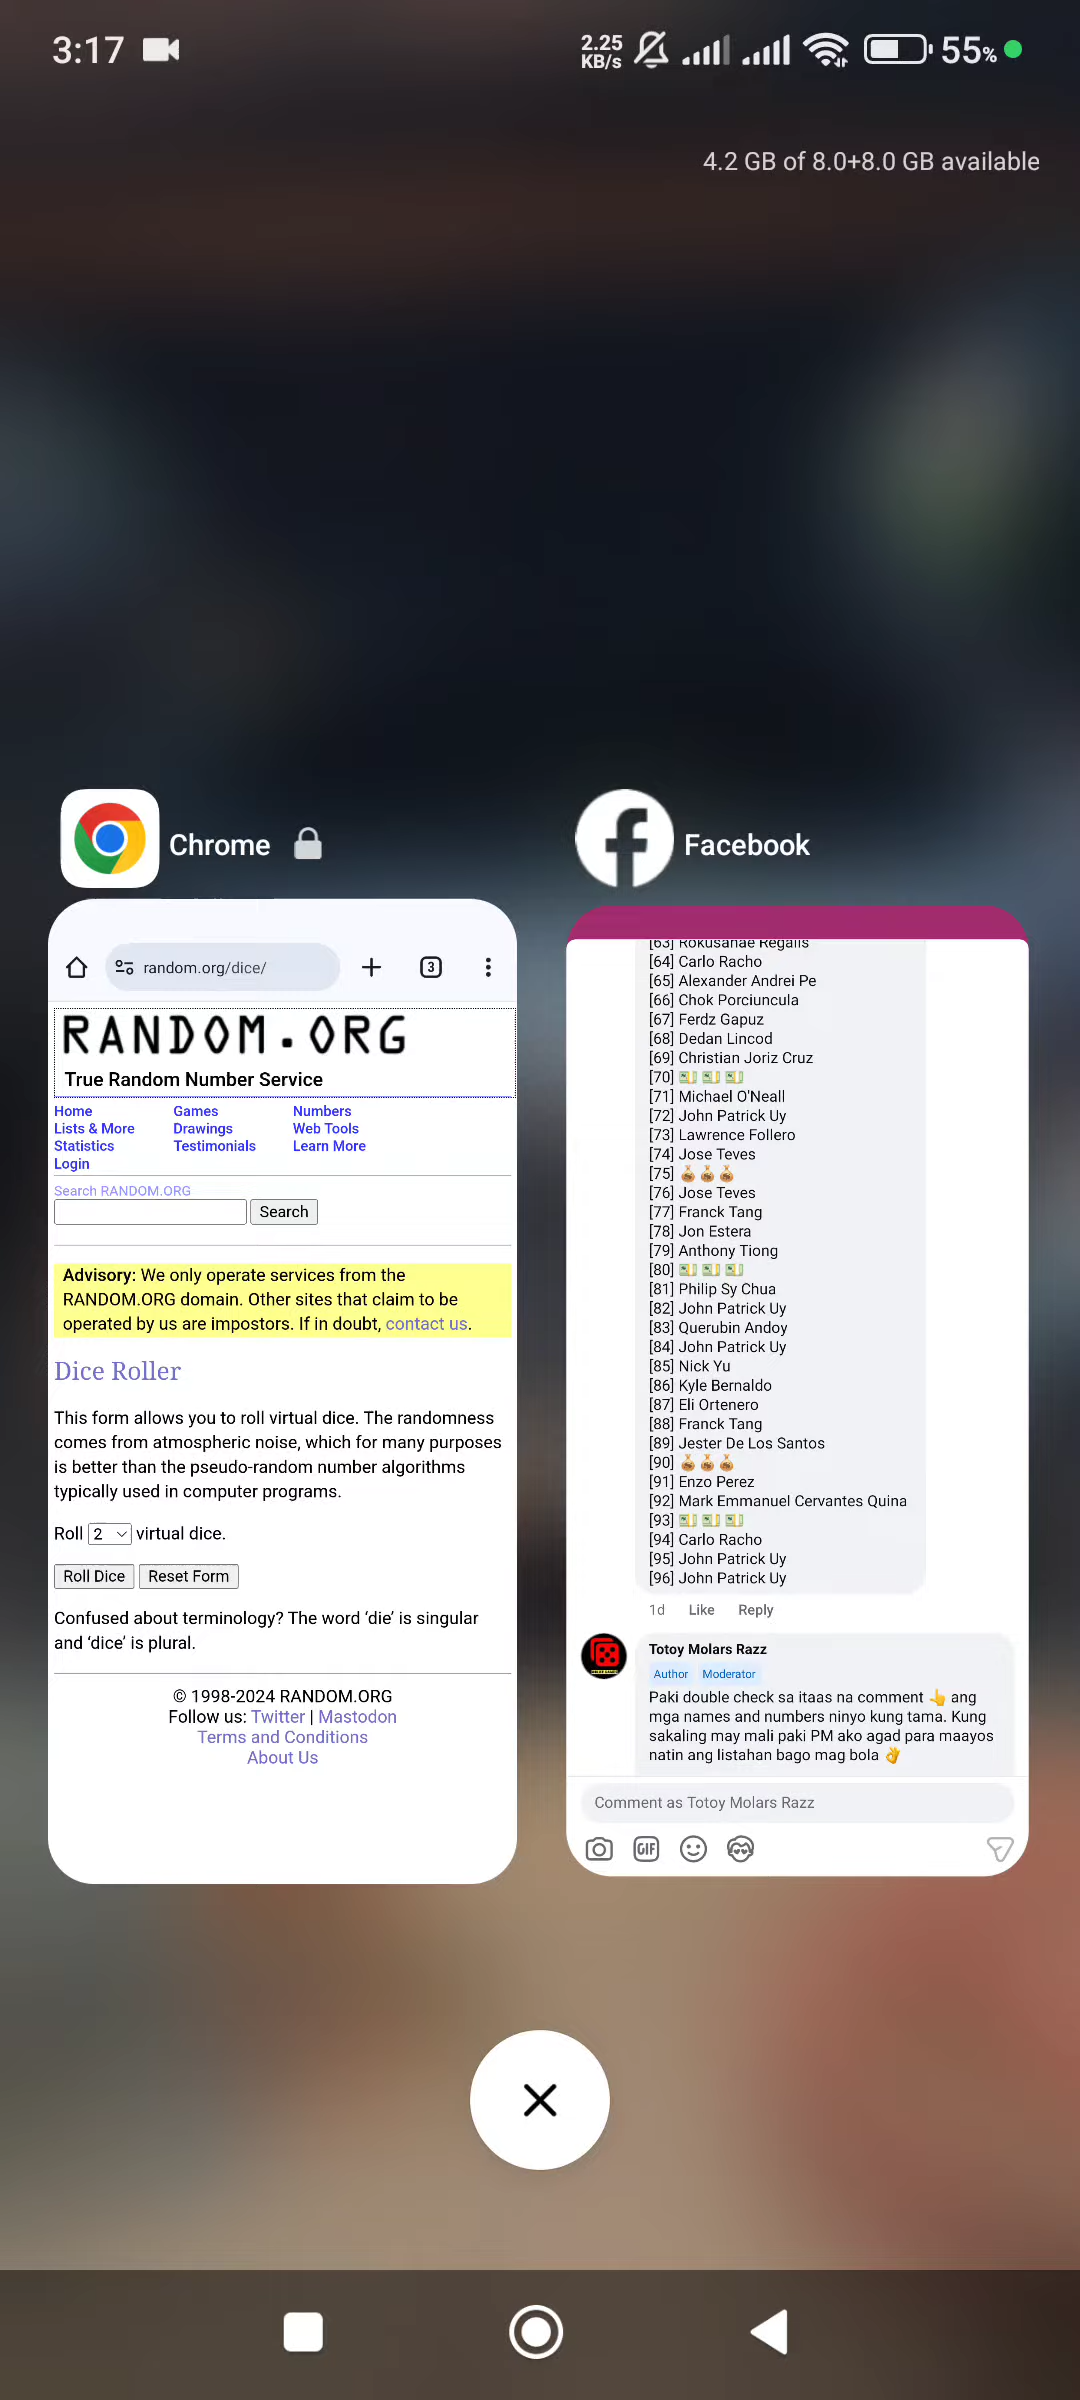 3:17
2.25
KB/s
55%
4.2 GB of 8.0+8.0 GB available
Chrome
Facebook
random.org/dice/
3
RANDOM.ORG
True Random Number Service
Home Games Numbers
Lists & More Drawings Web Tools
Statistics Testimonials Learn More
Login
Search RANDOM.ORG
Search
Advisory: We only operate services from the
RANDOM.ORG domain. Other sites that claim to be
operated by us are impostors. If in doubt, contact us.
Dice Roller
This form allows you to roll virtual dice. The randomness
comes from atmospheric noise, which for many purposes
is better than the pseudo-random number algorithms
typically used in computer programs.
Roll 2 virtual dice.
Roll Dice Reset Form
Confused about terminology? The word ‘die’ is singular
and ‘dice’ is plural.
© 1998-2024 RANDOM.ORG
Follow us: Twitter | Mastodon
Terms and Conditions
About Us
[63] Rokusanae Regalis
[64] Carlo Racho
[65] Alexander Andrei Pe
[66] Chok Porciuncula
[67] Ferdz Gapuz
[68] Dedan Lincod
[69] Christian Joriz Cruz
[70] 💵 💵 💵
[71] Michael O'Neall
[72] John Patrick Uy
[73] Lawrence Follero
[74] Jose Teves
[75] 💰 💰 💰
[76] Jose Teves
[77] Franck Tang
[78] Jon Estera
[79] Anthony Tiong
[80] 💵 💵 💵
[81] Philip Sy Chua
[82] John Patrick Uy
[83] Querubin Andoy
[84] John Patrick Uy
[85] Nick Yu
[86] Kyle Bernaldo
[87] Eli Ortenero
[88] Franck Tang
[89] Jester De Los Santos
[90] 💰 💰 💰
[91] Enzo Perez
[92] Mark Emmanuel Cervantes Quina
[93] 💵 💵 💵
[94] Carlo Racho
[95] John Patrick Uy
[96] John Patrick Uy
1d Like Reply
Totoy Molars Razz
Author Moderator
Paki double check sa itaas na comment 👆 ang
mga names and numbers ninyo kung tama. Kung
sakaling may mali paki PM ako agad para maayos
natin ang listahan bago mag bola 👌
Comment as Totoy Molars Razz
GIF